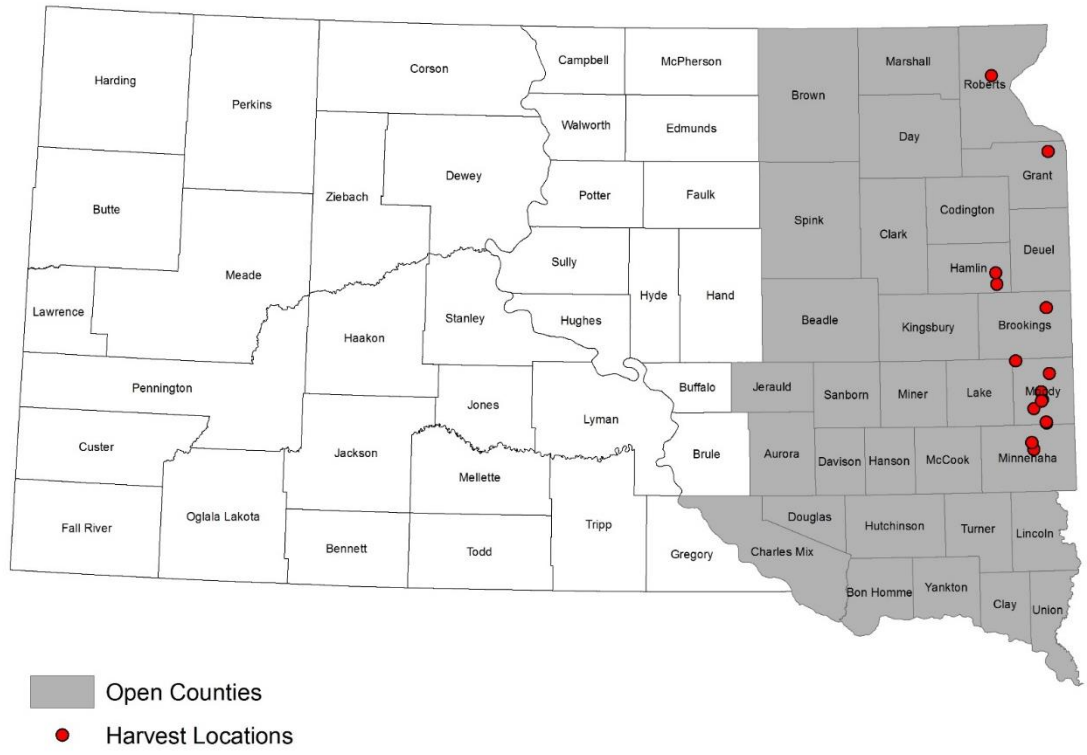 Harding
Perkins
Corson
Campbell
McPherson
Brown
Marshall
Roberts
Walworth
Edmunds
Day
Grant
Butte
Ziebach
Dewey
Potter
Faulk
Spink
Clark
Codington
Deuel
Meade
Sully
Hyde
Hand
Hamlin
Lawrence
Haakon
Stanley
Hughes
Beadle
Kingsbury
Brookings
Pennington
Jones
Lyman
Buffalo
Jerauld
Sanborn
Miner
Lake
Moody
Custer
Jackson
Mellette
Brule
Aurora
Davison
Hanson
McCook
Minnehaha
Fall River
Oglala Lakota
Bennett
Todd
Tripp
Gregory
Charles Mix
Douglas
Hutchinson
Turner
Lincoln
Bon Homme
Yankton
Clay
Union
Open Counties
Harvest Locations